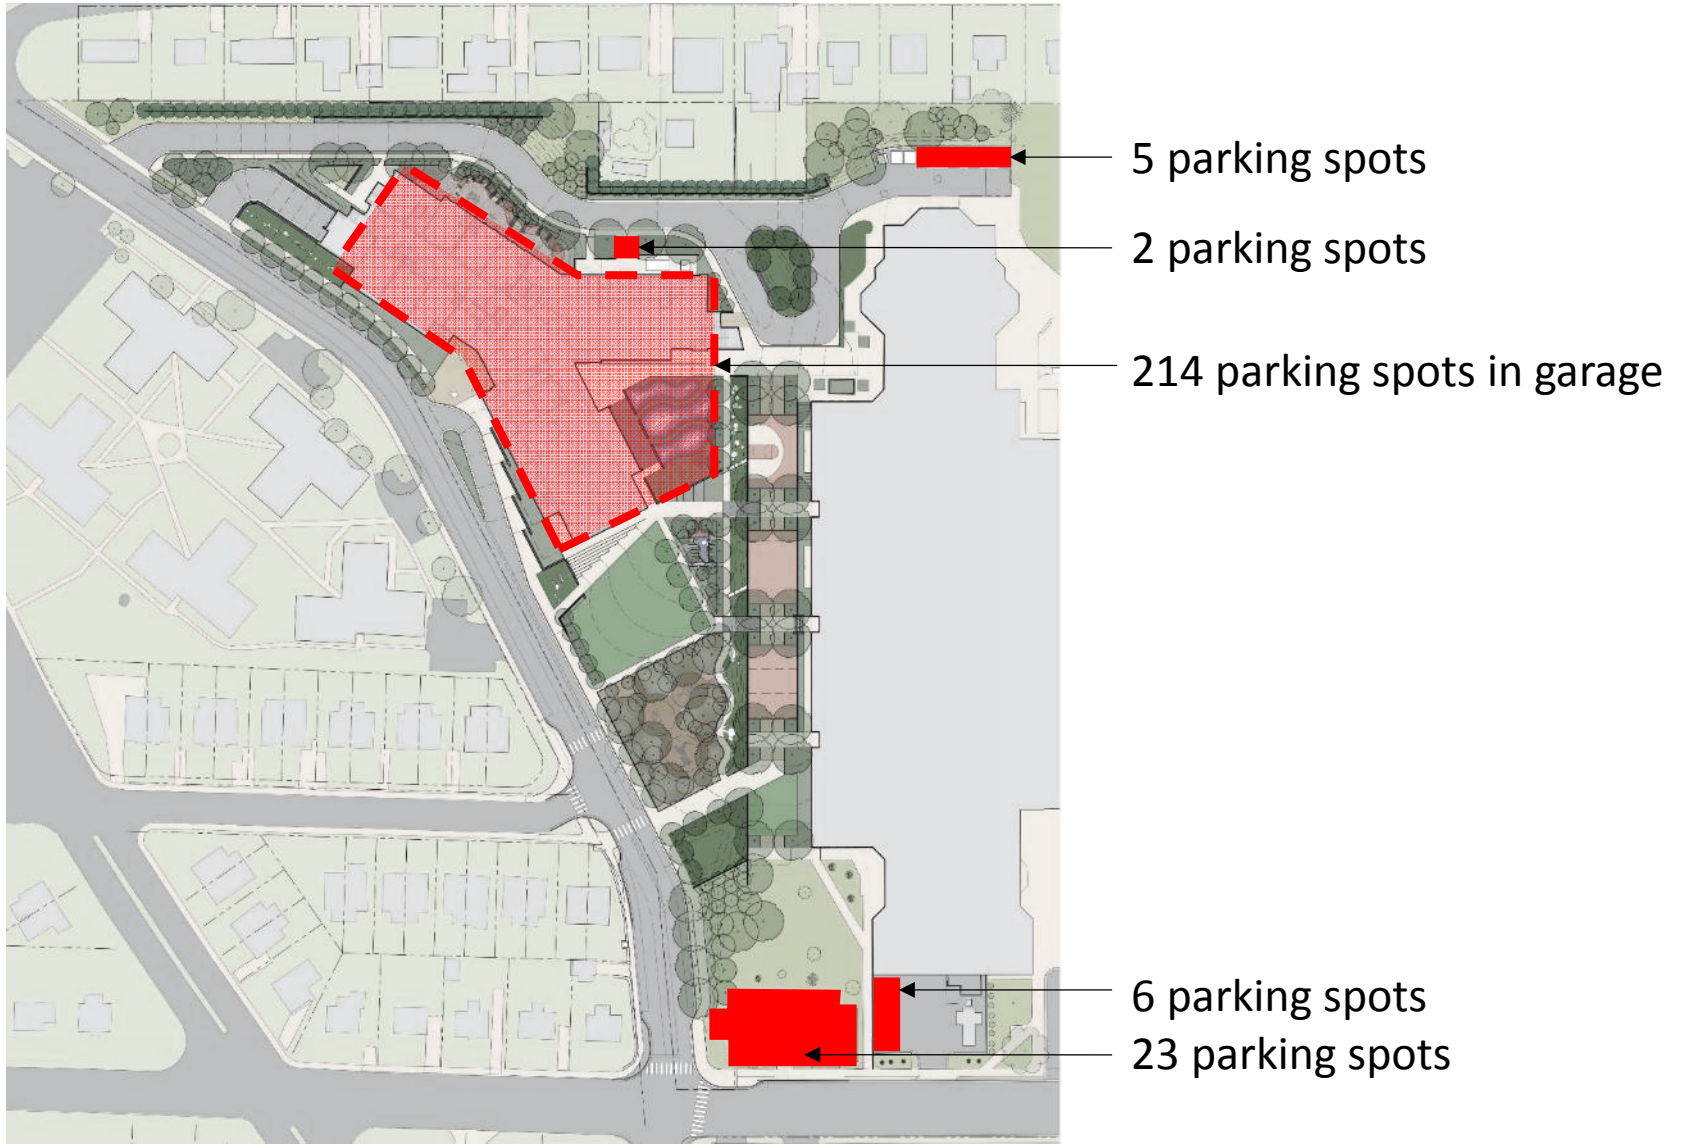 5 parking spots
2 parking spots
214 parking spots in garage
6 parking spots
23 parking spots